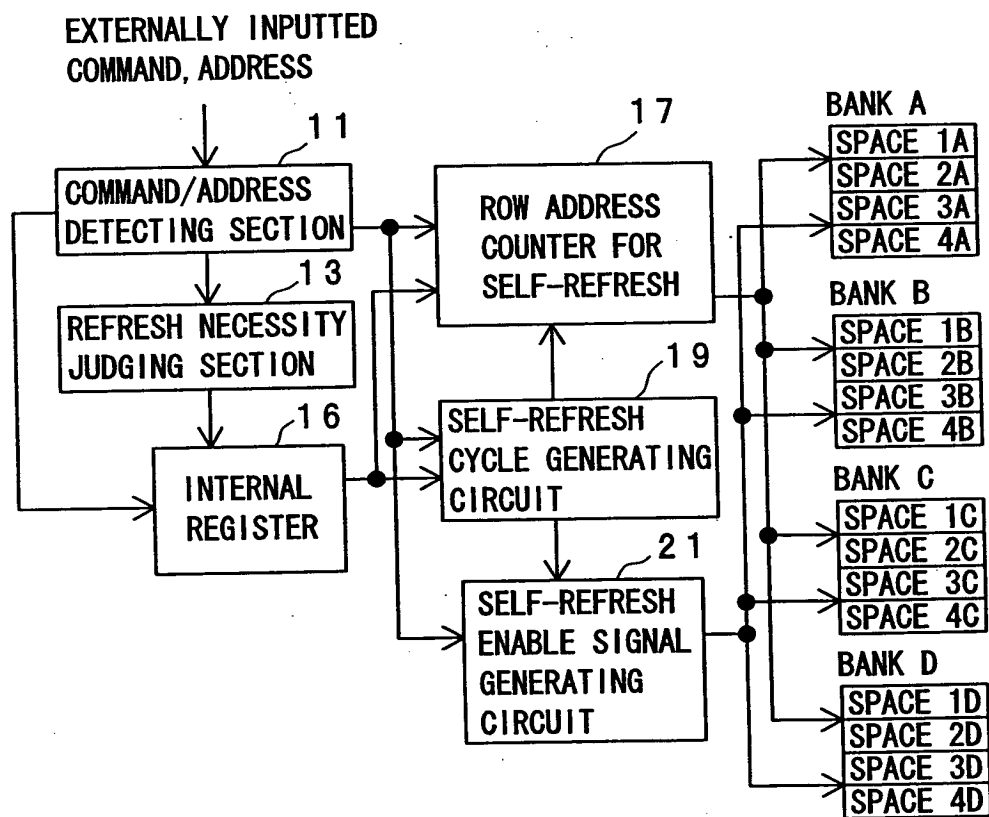 EXTERNALLY INPUTTED
COMMAND, ADDRESS
11
COMMAND/ADDRESS
DETECTING SECTION
13
REFRESH NECESSITY
JUDGING SECTION
16
INTERNAL
REGISTER
17
ROW ADDRESS
COUNTER FOR
SELF-REFRESH
19
SELF-REFRESH
CYCLE GENERATING
CIRCUIT
21
SELF-REFRESH
ENABLE SIGNAL
GENERATING
CIRCUIT
BANK A
SPACE 1A
SPACE 2A
SPACE 3A
SPACE 4A
BANK B
SPACE 1B
SPACE 2B
SPACE 3B
SPACE 4B
BANK C
SPACE 1C
SPACE 2C
SPACE 3C
SPACE 4C
BANK D
SPACE 1D
SPACE 2D
SPACE 3D
SPACE 4D